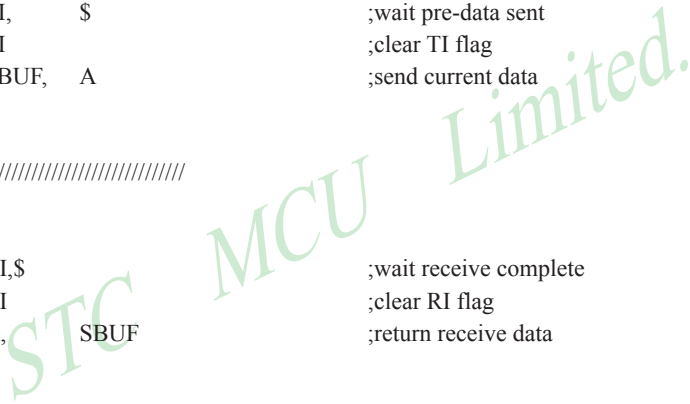 I, $ ;wait pre-data sent
I ;clear TI flag
BUF, A ;send current data
///////////////////////////////
I,$ ;wait receive complete
I ;clear RI flag
, SBUF ;return receive data
STC MCU Limited.